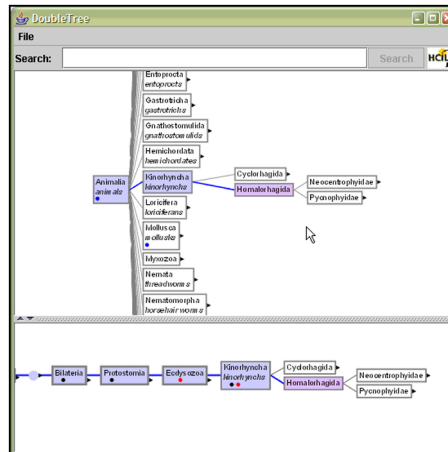 DoubleTree
File
Search:
Search
HCIL
Entoprocta
entoprocts
Gastrotricha
gastrotrichs
Gnathostomulida
gnathostomulids
Hemichordata
hemichordates
Animalia
animals
Kinorhyncha
kinorhynchs
Cyclorhagida
Homalorhagida
Neocentrophyidae
Pycnophyidae
Loricifera
loriciferans
Mollusca
mollusks
Myxozoa
Nemata
threadworms
Nematomorpha
horsehair worms
Bilateria
Protostomia
Ecdysozoa
Kinorhyncha
kinorhynchs
Cyclorhagida
Homalorhagida
Neocentrophyidae
Pycnophyidae